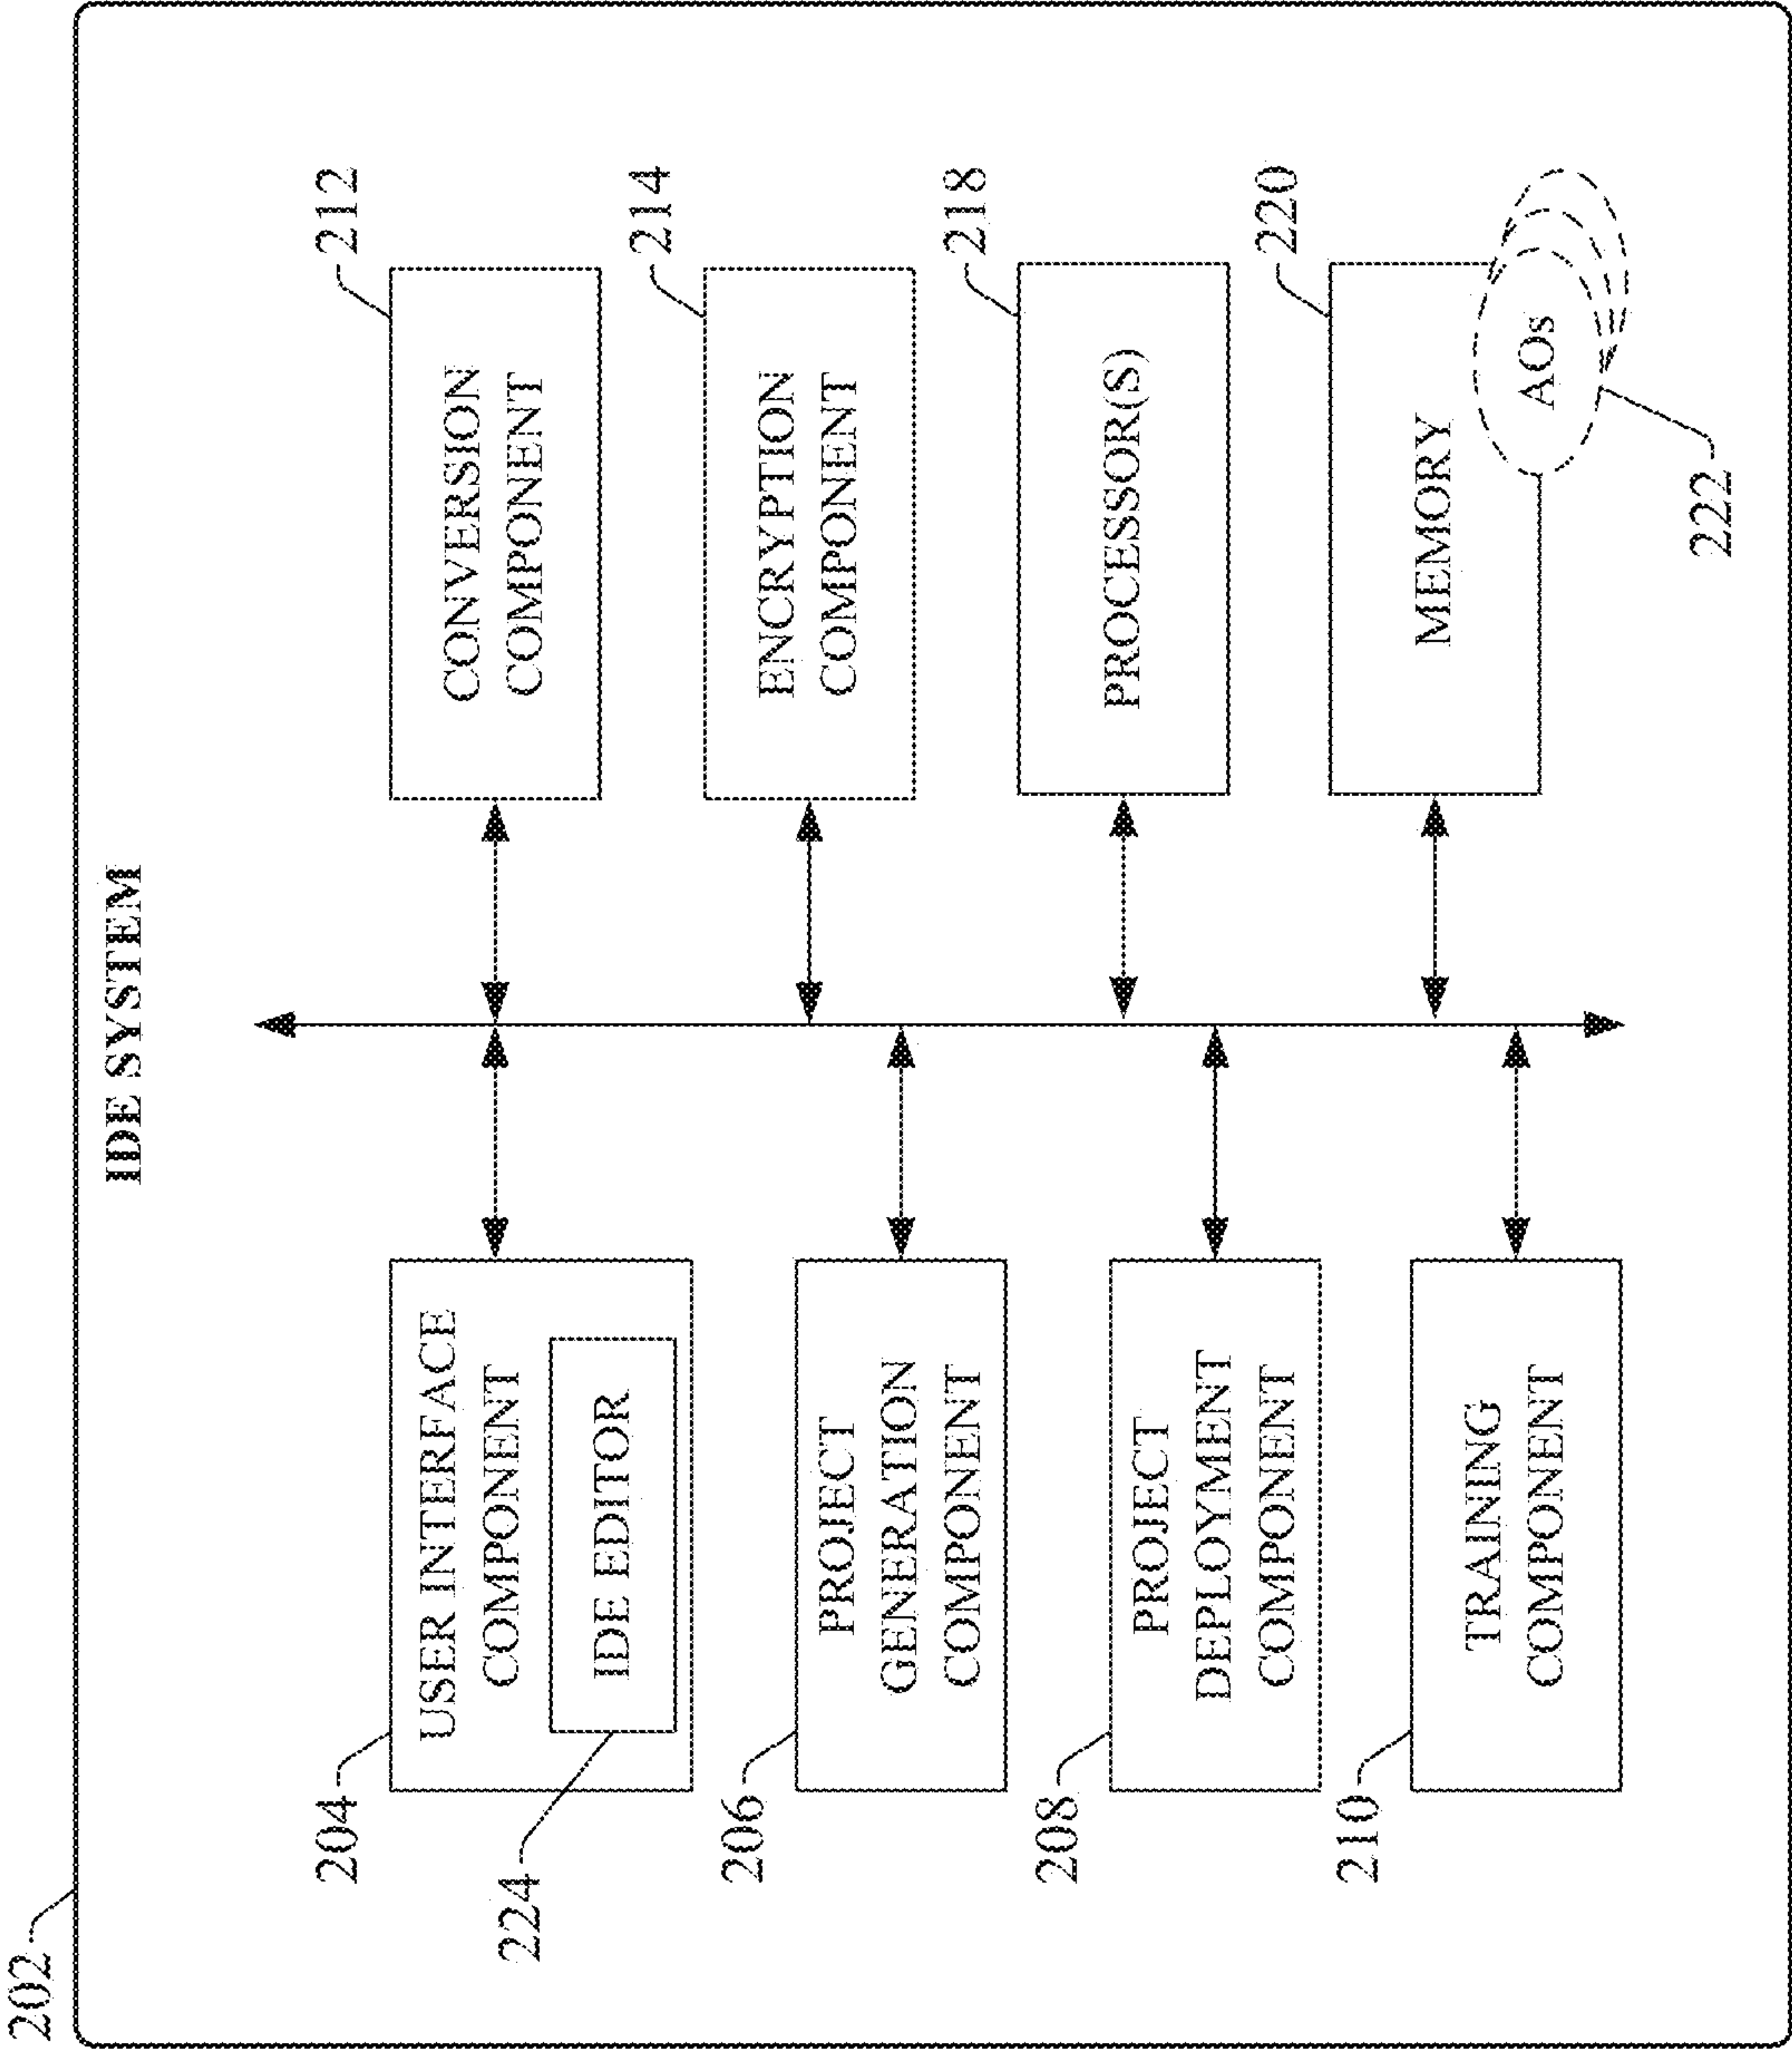 202
IDE SYSTEM
204
USER INTERFACE
COMPONENT
224
IDE EDITOR
206
PROJECT
GENERATION
COMPONENT
208
PROJECT
DEPLOYMENT
COMPONENT
210
TRAINING
COMPONENT
212
CONVERSION
COMPONENT
214
ENCRYPTION
COMPONENT
218
PROCESSOR(S)
220
MEMORY
AOs
222